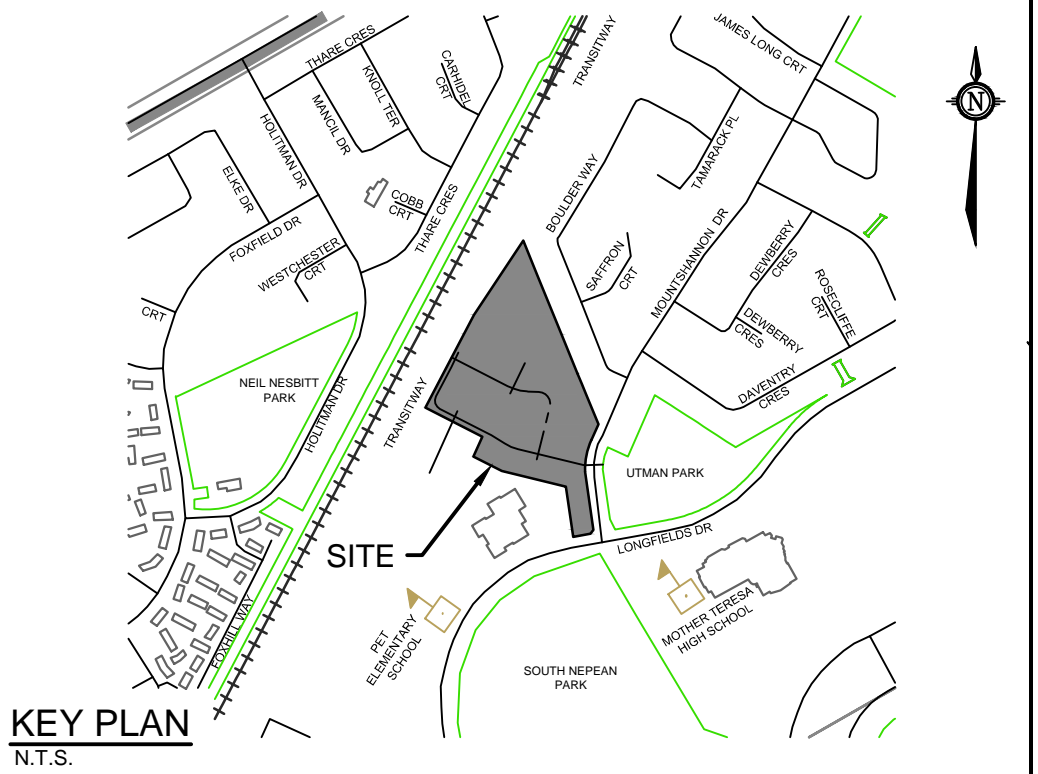 THARE CRES
TRANSITWAY
JAMES LONG CRT
CARHIDEL
CRT
KNOLL TER
MANCIL DR
HOLITMAN DR
N
TAMARACK PL
ELKE DR
BOULDER WAY
COBB
CRT
THARE CRES
FOXFIELD DR
WESTCHESTER
CRT
SAFFRON
CRT
MOUNTSHANNON DR
DEWBERRY
CRES
ROSECLIFFE
CRT
CRT
DEWBERRY
CRES
NEIL NESBITT
PARK
HOLITMAN DR
TRANSITWAY
DAVENTRY
CRES
UTMAN PARK
SITE
LONGFIELDS DR
FOXHILL WAY
PET
ELEMENTARY
SCHOOL
MOTHER TERESA
HIGH SCHOOL
SOUTH NEPEAN
PARK
KEY PLAN
N.T.S.